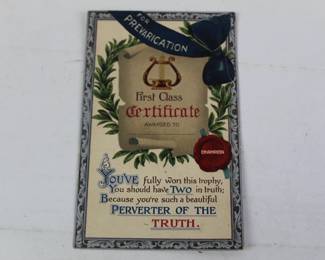 FOR
PREVARICATION
First Class
Certificate
AWARDED TO
CHAMPION
YOU'VE fully won this trophy,
You should have TWO in truth;
Because you're such a beautiful
PERVERTER OF THE
TRUTH.